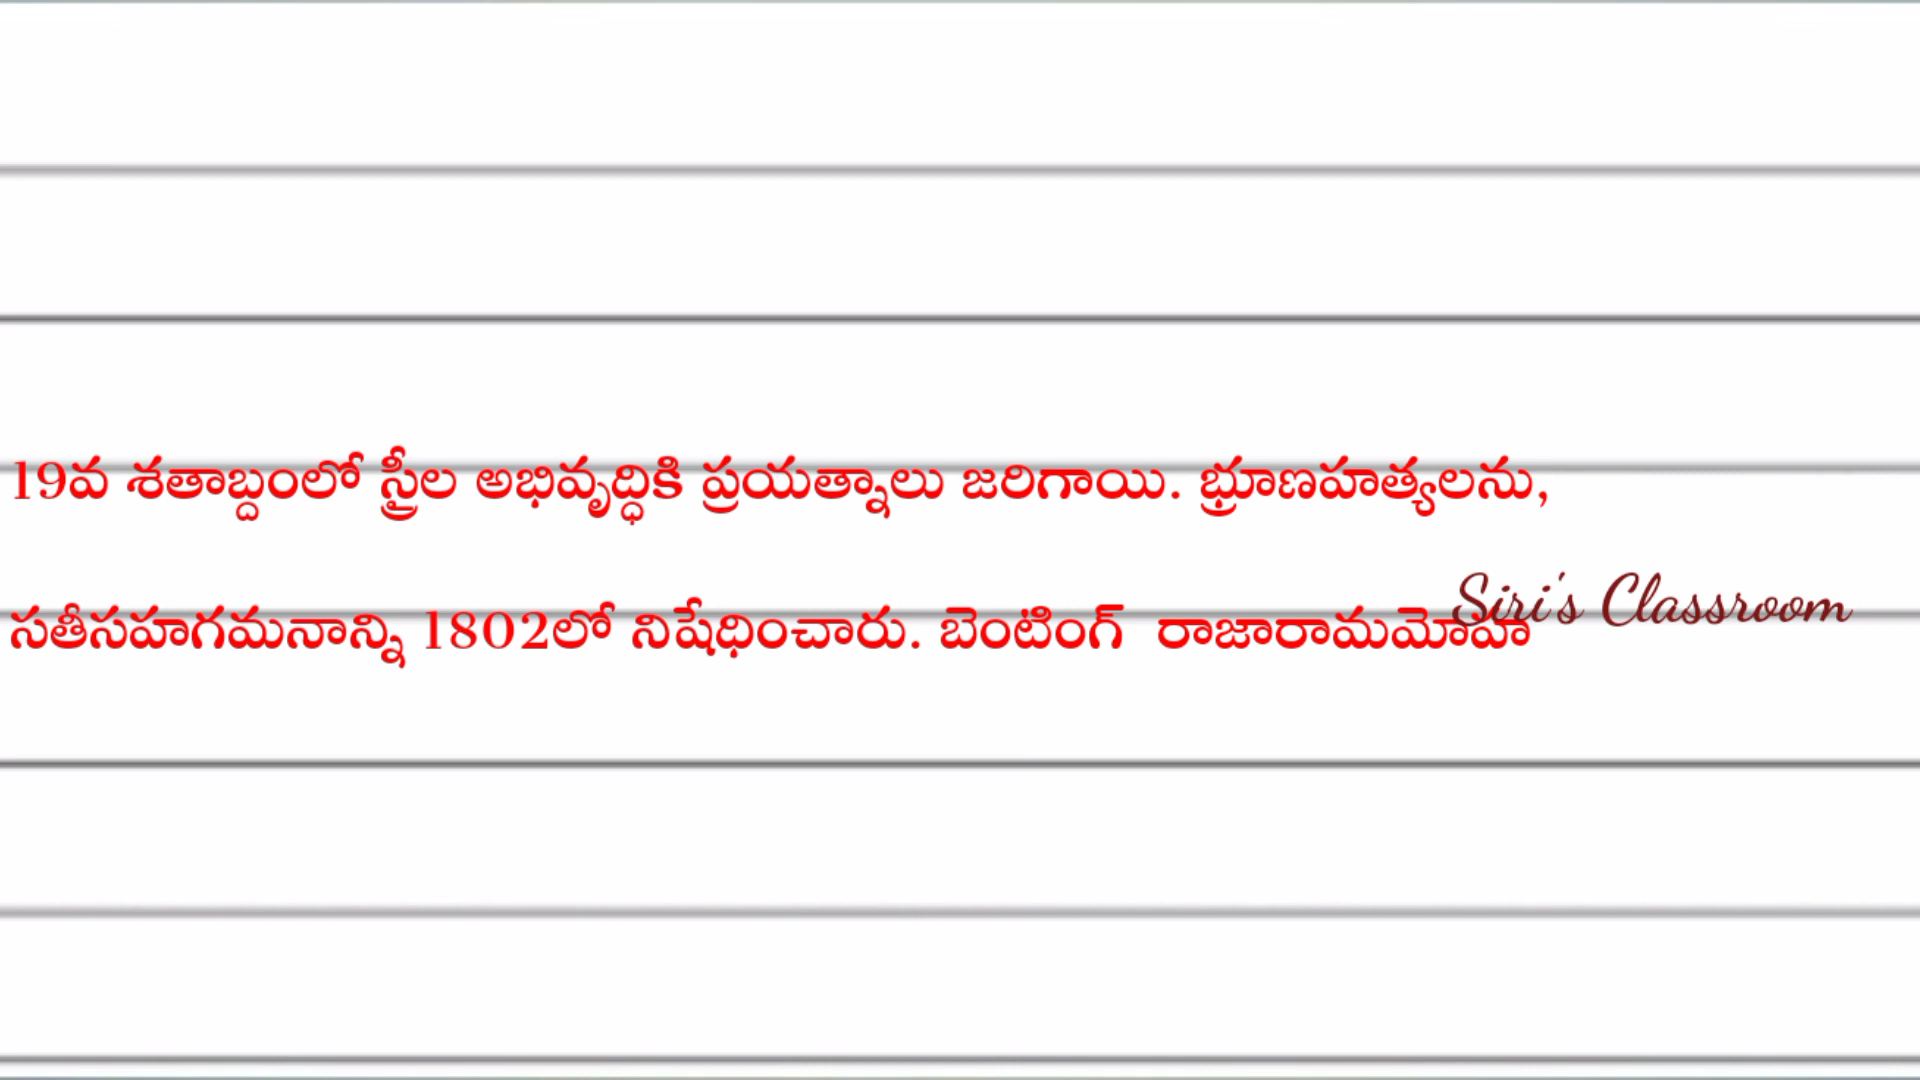 19వ శతాబ్దంలో స్త్రీల అభివృద్ధికి ప్రయత్నాలు జరిగాయి. భ్రూణహత్యలను,
Siri's Classroom
సతీసహగమనాన్ని 1802లో నిషేధించారు. బెంటింగ్ రాజారామమోహ